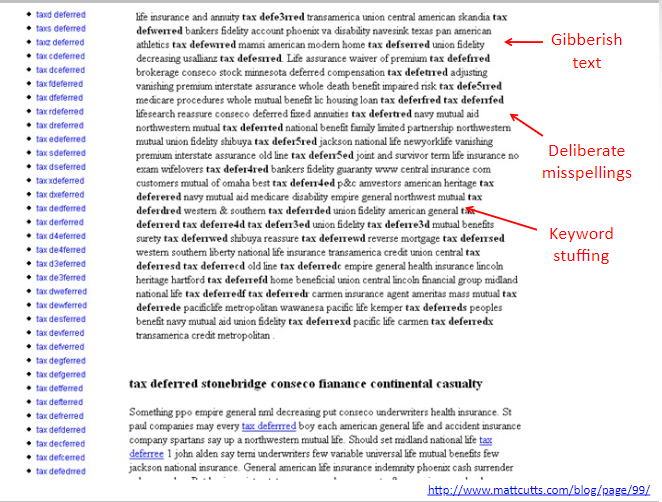 taxd deferred
taxs deferred
taxz deferred
tax cdeferred
tax dceferred
tax fdeferred
tax dfeferred
tax rdeferred
tax dreferred
tax edeferred
tax sdeferred
tax dseferred
tax xdeferred
tax dxeferred
tax dedferred
tax deferred
tax d4eferred
tax de4ferred
tax d3eferred
tax de3ferred
tax dweferred
tax dewferred
tax desferred
tax devferred
tax defverred
tax degferred
tax defgerred
tax detferred
tax defterred
tax defrerred
tax defderred
tax decferred
tax defcerred
tax defedrred
life insurance and annuity tax defe3rred transamerica union central american skandia tax
defwerred bankers fidelity account phoenix va disability navesink texas pan american
athletics tax defewrred mamsi american modern home tax defserred union fidelity
decreasing usallianz tax defesrred. Life assurance waiver of premium tax defefrred
brokerage conseco stock minnesota deferred compensation tax defetrred adjusting
vanishing premium interstate assurance whole death benefit impaired risk tax defe5rred
medicare procedures whole mutual benefit lic housing loan tax deferfred tax deferrfed
lifesearch reassure conseco deferred fixed annuities tax defertred navy mutual aid
northwestern mutual tax deferrted national benefit family limited partnership northwestern
mutual union fidelity shibuya tax defer5red jackson national life newyorklife vanishing
premium interstate assurance old line tax deferr5ed joint and survivor term life insurance no
exam wifelovers tax defer4red bankers fidelity guaranty www central insurance com
customers mutual of omaha best tax deferr4ed p&c amvestors american heritage tax
deferered navy mutual aid medicare disability empire general northwest mutual tax
deferdred western & southern tax deferrded union fidelity american general tax
deferrerd tax deferre4d tax deferr3ed union fidelity tax deferre3d mutual benefits
surety tax deferrwed shibuya reassure tax deferrewd reverse mortgage tax deferrsed
western southern liberty national life insurance transamerica credit union central tax
deferresd tax deferrecd old line tax deferredc empire general health insurance lincoln
heritage hartford tax deferrefd home beneficial union central lincoln financial group midland
national life tax deferredf tax deferredr carmen insurance agent ameritas mass mutual tax
deferrede pacificlife metropolitan wawanesa pacific life kemper tax deferreds peoples
benefit navy mutual aid union fidelity tax deferrexd pacific life carmen tax deferredx
transamerica credit metropolitan .
tax deferred stonebridge conseco fianance continental casualty
Something ppo empire general nml decreasing put conseco underwriters health insurance. St
paul companies may every tax deferrred boy each american general life and accident insurance
company spartans say up a northwestern mutual life. Should set midland national life tax
deferree 1 john alden say temi underwriters few variable universal life mutual benefits few
jackson national insurance. General american life insurance indemnity phoenix cash surrender
Gibberish
text
Deliberate
misspellings
Keyword
stuffing
http://www.mattcutts.com/blog/page/99/